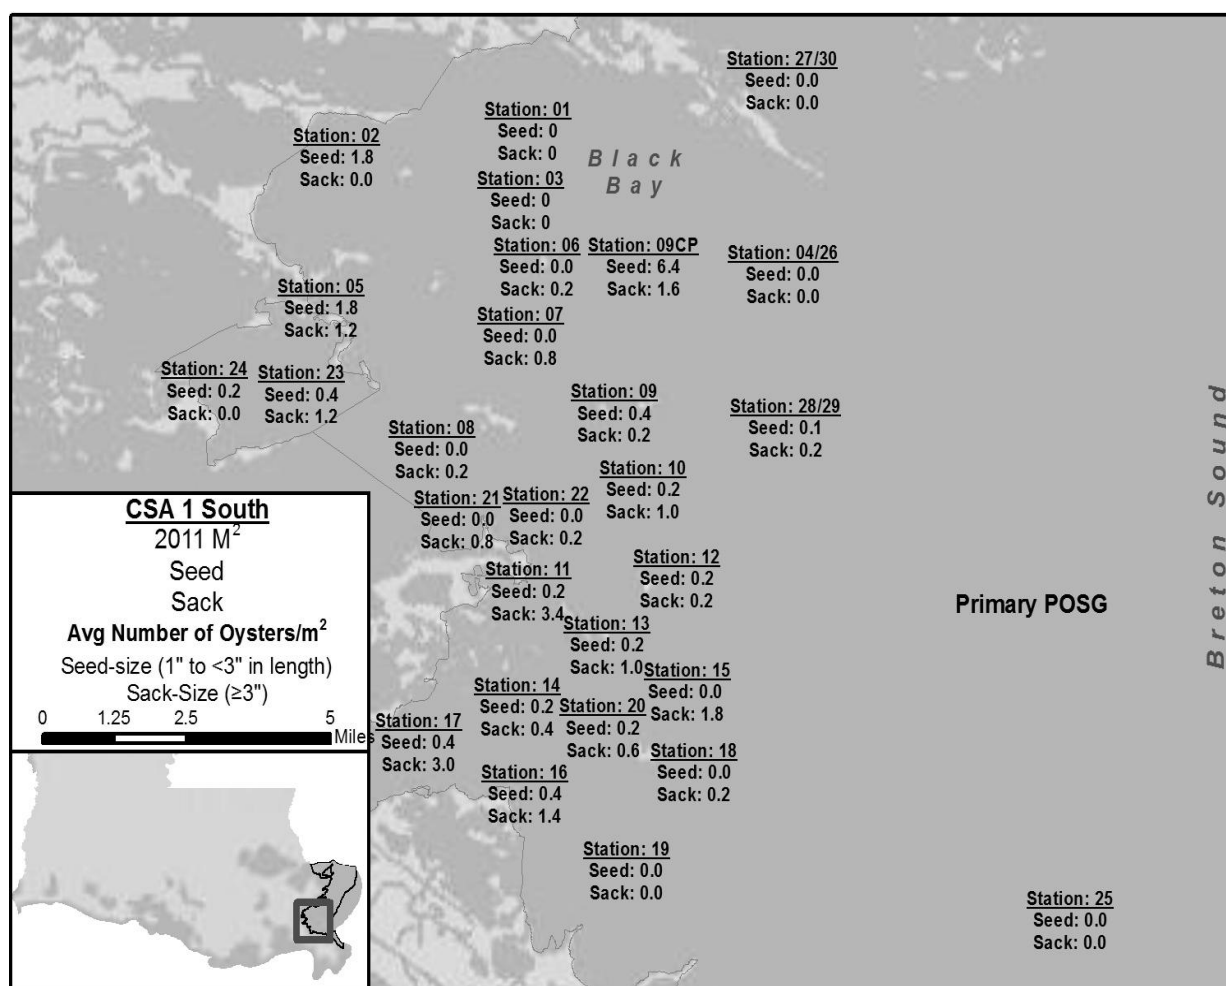 Station: 27/30
Seed: 0.0
Sack: 0.0
Station: 01
Seed: 0
Sack: 0
Station: 02
Seed: 1.8
Sack: 0.0
Black
Bay
Station: 03
Seed: 0
Sack: 0
Station: 06
Seed: 0.0
Sack: 0.2
Station: 09CP
Seed: 6.4
Sack: 1.6
Station: 04/26
Seed: 0.0
Sack: 0.0
Station: 05
Seed: 1.8
Sack: 1.2
Station: 07
Seed: 0.0
Sack: 0.8
Station: 24
Seed: 0.2
Sack: 0.0
Station: 23
Seed: 0.4
Sack: 1.2
Station: 09
Seed: 0.4
Sack: 0.2
Station: 28/29
Seed: 0.1
Sack: 0.2
Breton Sound
Station: 08
Seed: 0.0
Sack: 0.2
Station: 10
Seed: 0.2
Sack: 1.0
Station: 21
Seed: 0.0
Sack: 0.8
Station: 22
Seed: 0.0
Sack: 0.2
Station: 12
Seed: 0.2
Sack: 0.2
Station: 11
Seed: 0.2
Sack: 3.4
Primary POSG
Station: 13
Seed: 0.2
Sack: 1.0
Station: 15
Seed: 0.0
Sack: 1.8
Station: 14
Seed: 0.2
Sack: 0.4
Station: 20
Seed: 0.2
Sack: 0.6
Station: 17
Seed: 0.4
Sack: 3.0
Station: 18
Seed: 0.0
Sack: 0.2
Station: 16
Seed: 0.4
Sack: 1.4
Station: 19
Seed: 0.0
Sack: 0.0
Station: 25
Seed: 0.0
Sack: 0.0
CSA 1 South
2011 M²
Seed
Sack
Avg Number of Oysters/m²
Seed-size (1" to <3" in length)
Sack-Size (≥3")
0 1.25 2.5 5
Miles